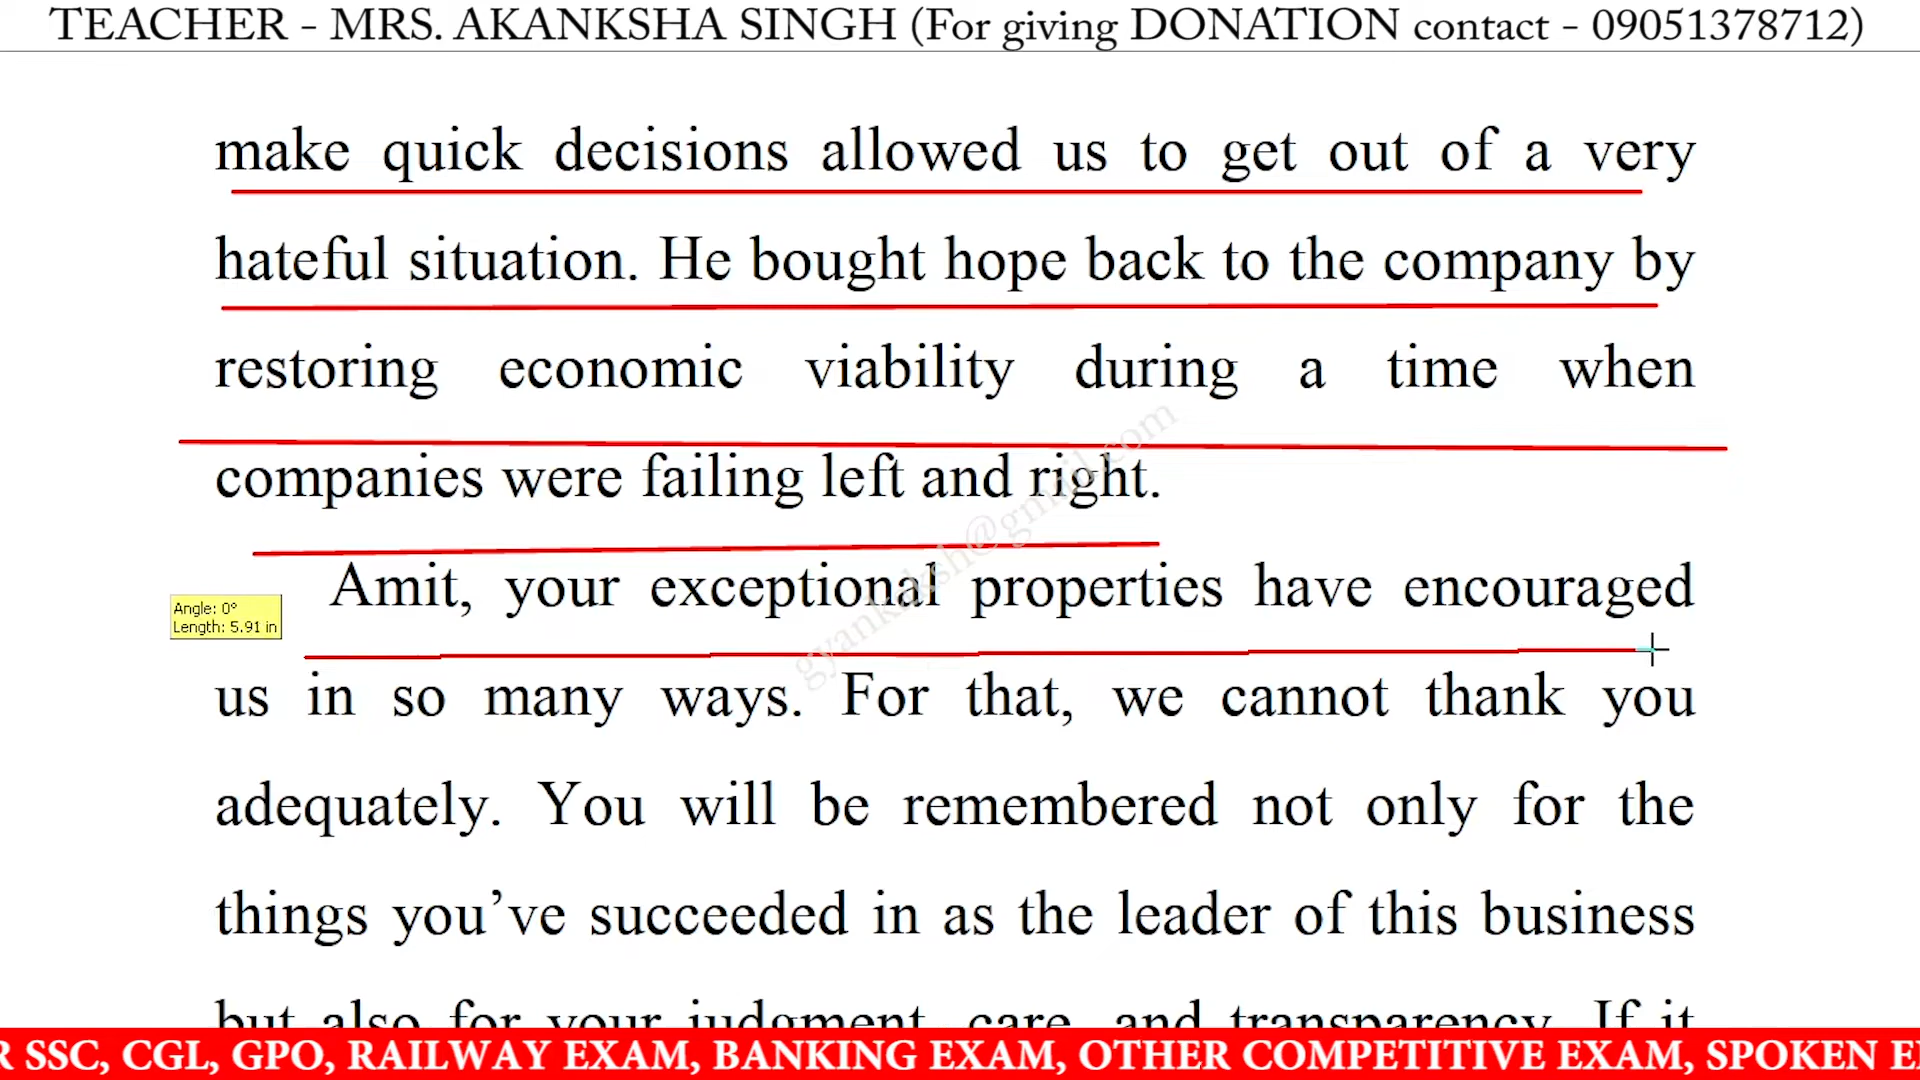 TEACHER - MRS. AKANKSHA SINGH (For giving DONATION contact - 09051378712)
make quick decisions allowed us to get out of a very
hateful situation. He bought hope back to the company by
restoring economic viability during a time when
companies were failing left and right.
Amit, your exceptional properties have encouraged
Angle: 0°
Length: 5.91 in
us in so many ways. For that, we cannot thank you
adequately. You will be remembered not only for the
things you’ve succeeded in as the leader of this business
but also for your judgment, care, and transparency. If it
R SSC, CGL, GPO, RAILWAY EXAM, BANKING EXAM, OTHER COMPETITIVE EXAM, SPOKEN E